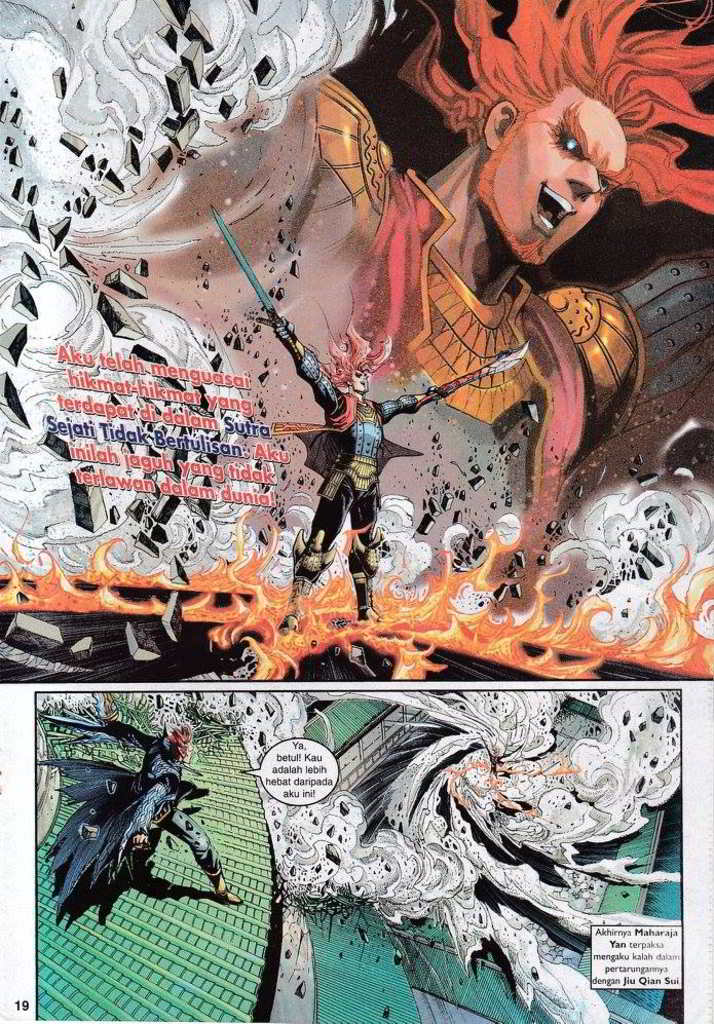 Aku telah menguasai
hikmat-hikmat yang
terdapat di dalam Sutra
Sejati Tidak Bertulisan. Aku
inilah jaguh yang tidak
terlawan dalam dunia!
Ya,
betul! Kau
adalah lebih
hebat daripada
aku ini!
Akhirnya Maharaja
Yan terpaksa
mengaku kalah dalam
pertarungannya
dengan Jiu Qian Sui.
19